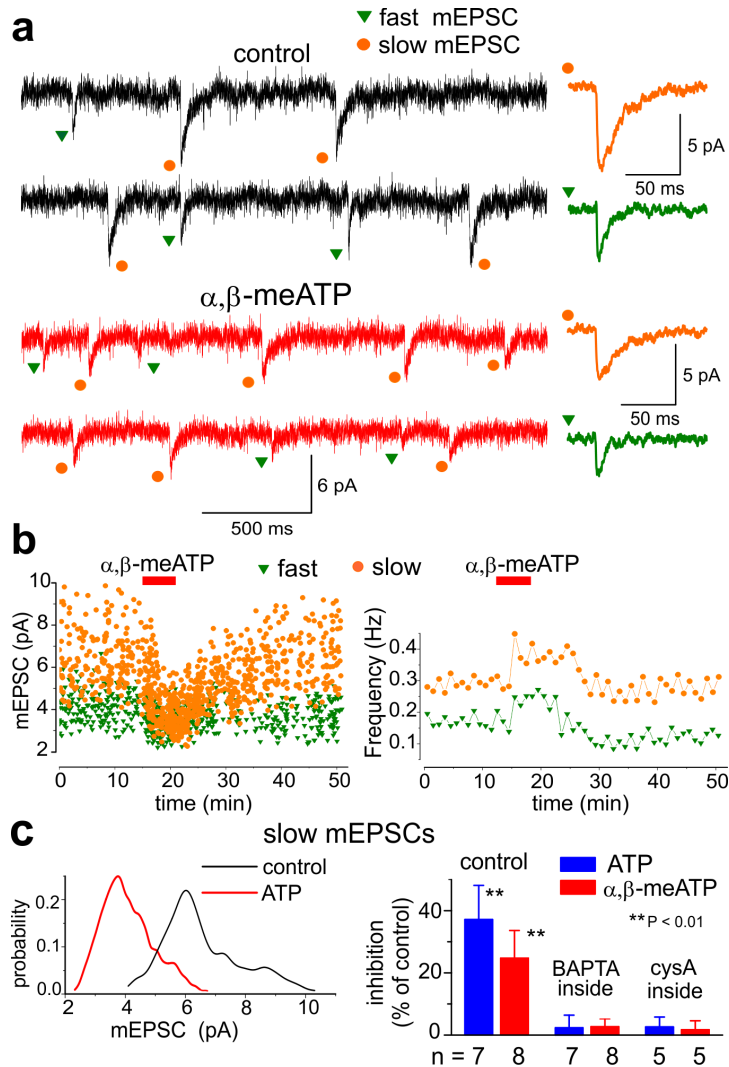 a
fast mEPSC
slow mEPSC
control
5 pA
50 ms
α,β-meATP
5 pA
50 ms
6 pA
500 ms
b
α,β-meATP
fast
slow
α,β-meATP
mEPSC (pA)
10
8
6
4
2
0 10 20 30 40 50
time (min)
Frequency (Hz)
0.4
0.3
0.2
0.1
0 10 20 30 40 50
time (min)
c
slow mEPSCs
control
ATP
probability
0.2
0.1
0.0
2 4 6 8 10
mEPSC (pA)
control
ATP
α,β-meATP
**P < 0.01
**
**
inhibition
(% of control)
40
20
0
BAPTA
inside
cysA
inside
n = 7 8 7 8 5 5